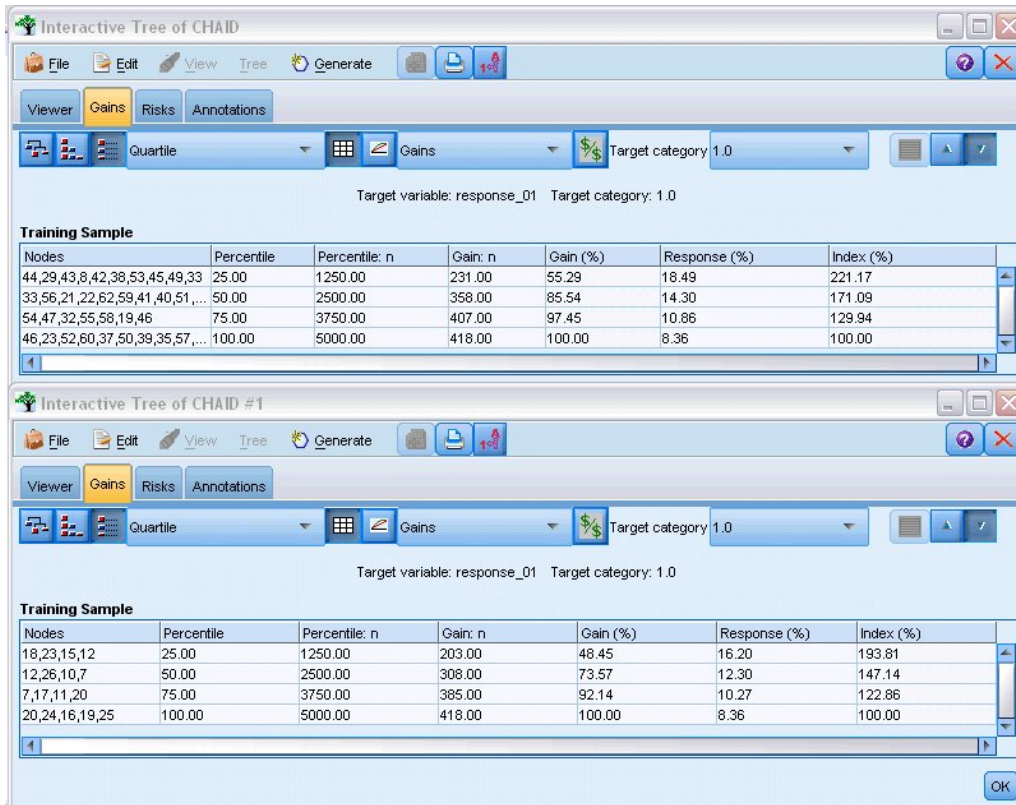 Interactive Tree of CHAID
File Edit View Tree Generate
Viewer Gains Risks Annotations
Quartile Gains Target category 1.0
Target variable: response_01 Target category: 1.0
Training Sample
Nodes Percentile Percentile: n Gain: n Gain (%) Response (%) Index (%)
44,29,43,8,42,38,53,45,49,33 25.00 1250.00 231.00 55.29 18.49 221.17
33,56,21,22,62,59,41,40,51,... 50.00 2500.00 358.00 85.54 14.30 171.09
54,47,32,55,58,19,46 75.00 3750.00 407.00 97.45 10.86 129.94
46,23,52,60,37,50,39,35,57,... 100.00 5000.00 418.00 100.00 8.36 100.00
Interactive Tree of CHAID #1
File Edit View Tree Generate
Viewer Gains Risks Annotations
Quartile Gains Target category 1.0
Target variable: response_01 Target category: 1.0
Training Sample
Nodes Percentile Percentile: n Gain: n Gain (%) Response (%) Index (%)
18,23,15,12 25.00 1250.00 203.00 48.45 16.20 193.81
12,26,10,7 50.00 2500.00 308.00 73.57 12.30 147.14
7,17,11,20 75.00 3750.00 385.00 92.14 10.27 122.86
20,24,16,19,25 100.00 5000.00 418.00 100.00 8.36 100.00
OK